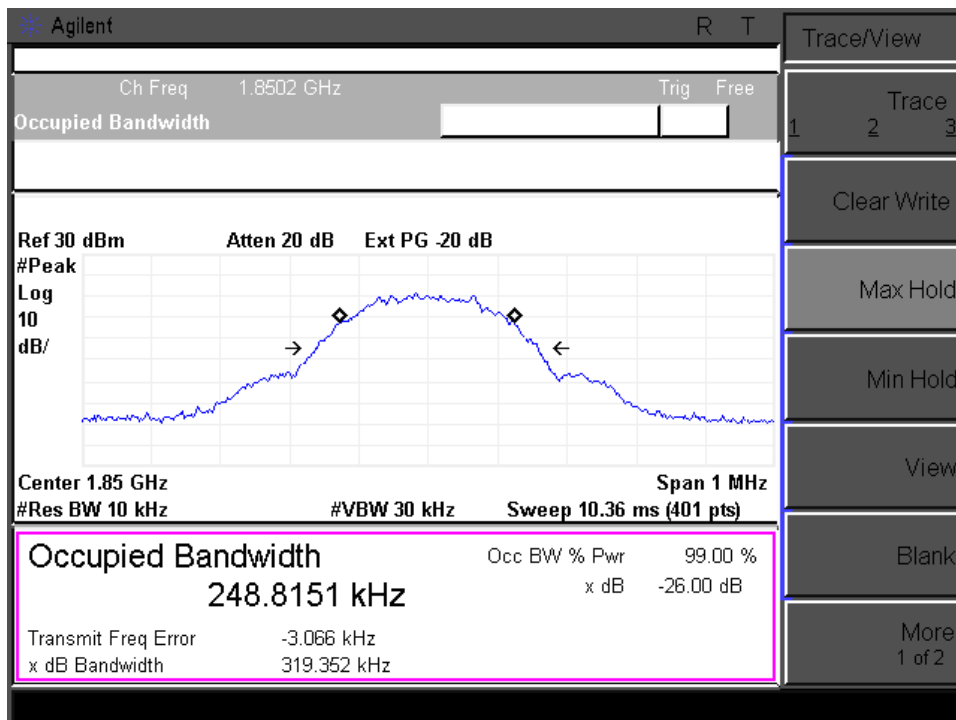 Agilent R T
Ch Freq 1.8502 GHz Trig Free
Occupied Bandwidth
Ref 30 dBm Atten 20 dB Ext PG -20 dB
#Peak
Log
10
dB/
Center 1.85 GHz Span 1 MHz
#Res BW 10 kHz #VBW 30 kHz Sweep 10.36 ms (401 pts)
Occupied Bandwidth Occ BW % Pwr 99.00 %
248.8151 kHz x dB -26.00 dB
Transmit Freq Error -3.066 kHz
x dB Bandwidth 319.352 kHz
Trace/View
Trace
1 2 3
Clear Write
Max Hold
Min Hold
View
Blank
More
1 of 2